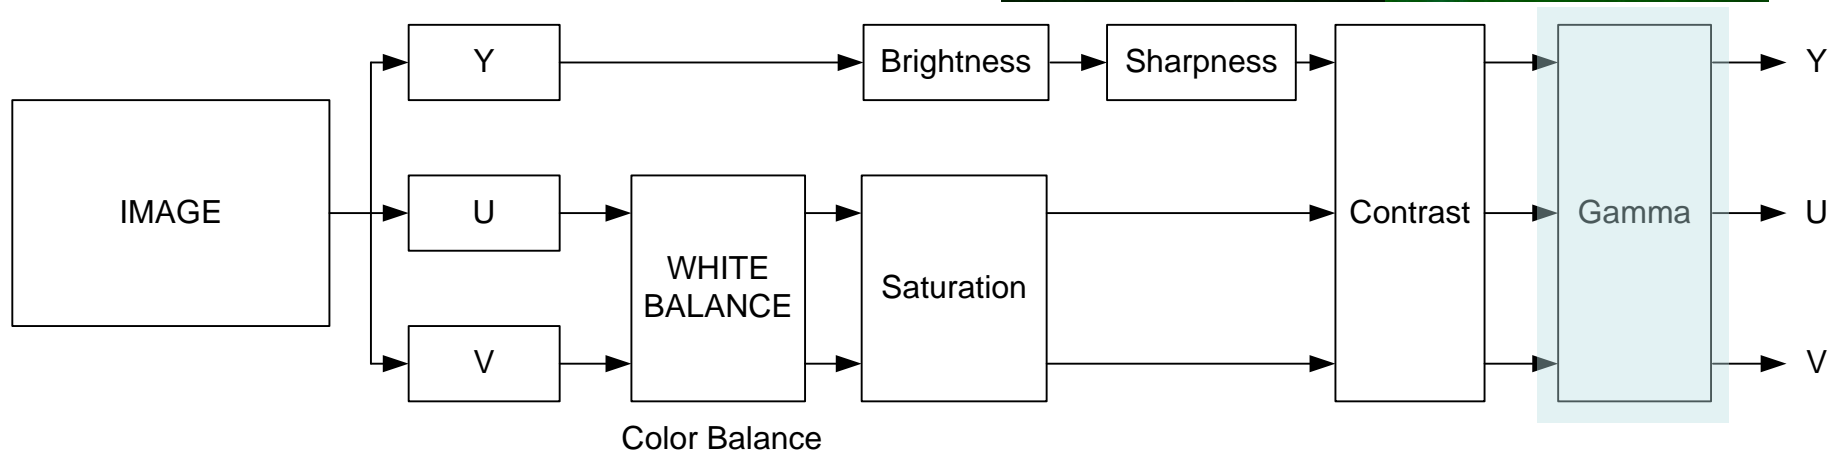 Y
Brightness
Sharpness
Y
IMAGE
U
WHITE
BALANCE
Saturation
Contrast
Gamma
U
V
V
Color Balance